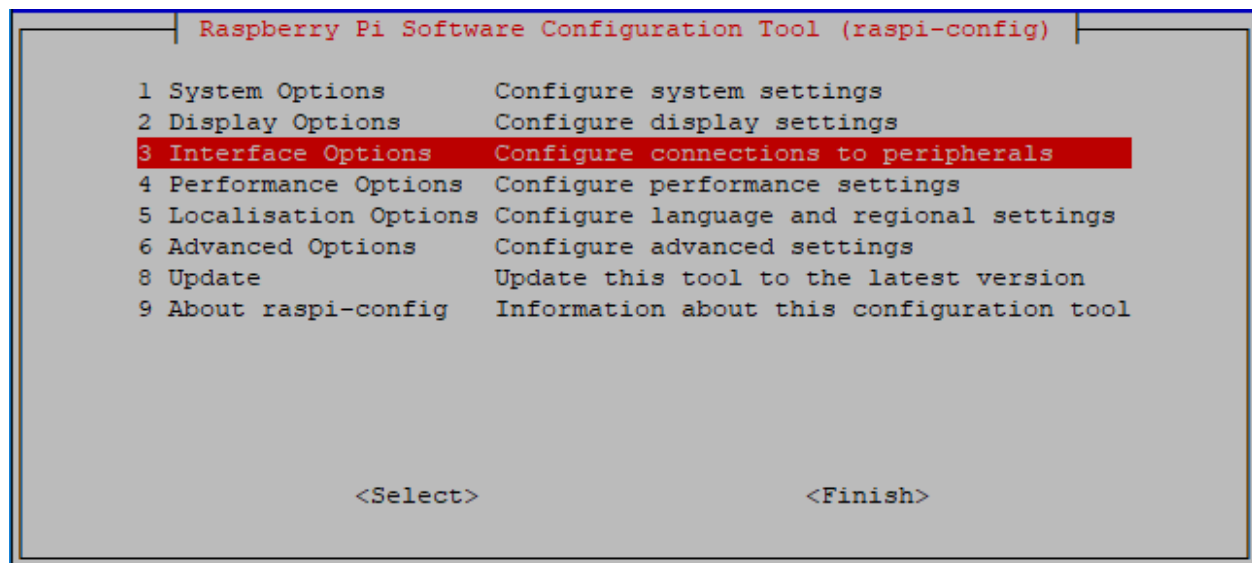 Raspberry Pi Software Configuration Tool (raspi-config)
1 System Options Configure system settings
2 Display Options Configure display settings
3 Interface Options Configure connections to peripherals
4 Performance Options Configure performance settings
5 Localisation Options Configure language and regional settings
6 Advanced Options Configure advanced settings
8 Update Update this tool to the latest version
9 About raspi-config Information about this configuration tool
<Select> <Finish>